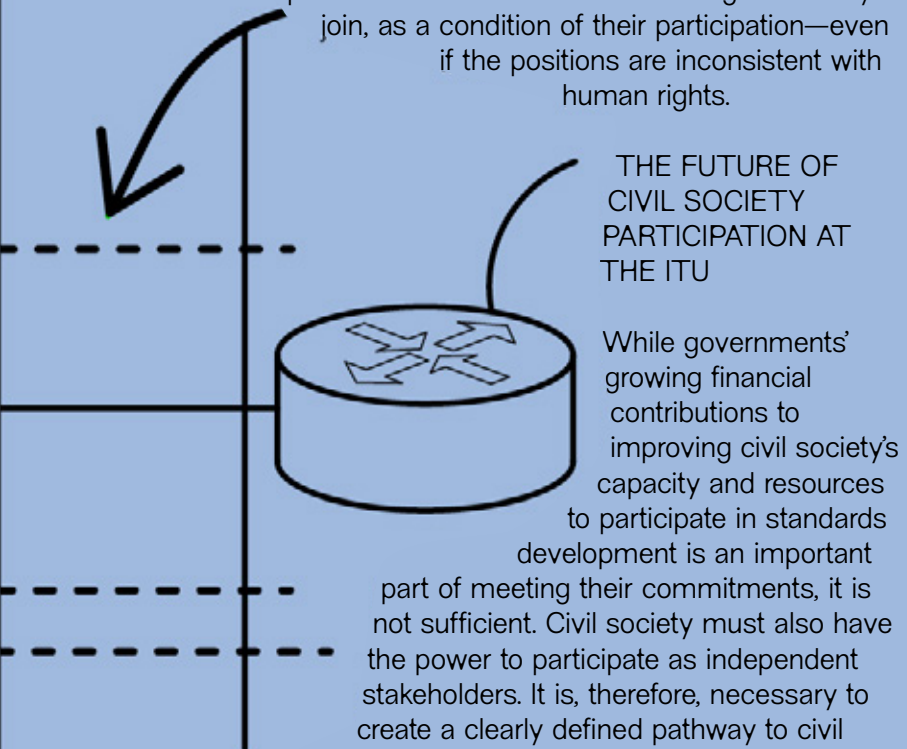 join, as a condition of their participation—even
if the positions are inconsistent with
human rights.
THE FUTURE OF
CIVIL SOCIETY
PARTICIPATION AT
THE ITU
While governments’
growing financial
contributions to
improving civil society’s
capacity and resources
to participate in standards
development is an important
part of meeting their commitments, it is
not sufficient. Civil society must also have
the power to participate as independent
stakeholders. It is, therefore, necessary to
create a clearly defined pathway to civil